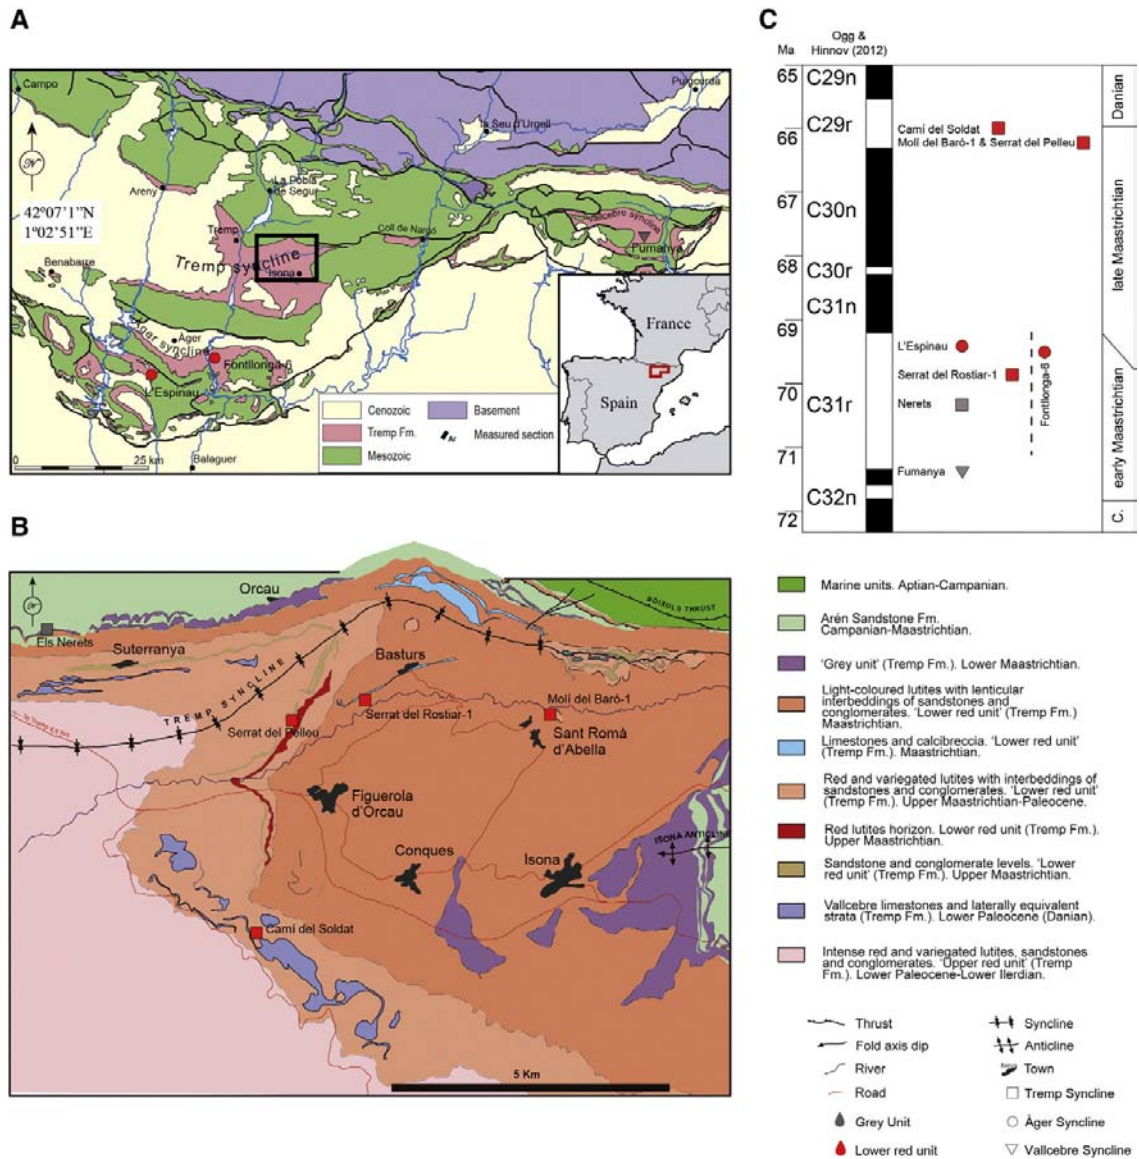 A
Campo
Puigcerdà
la Seu d'Urgell
La Pobla
de Segur
Areny
42°07'1"N
1°02'51"E
Tremp
Coll de Nargó
Vallcebre syncline
Fumanya
Tremp syncline
Isona
Benabarre
Àger
Àger syncline
Fontllonga-6
L'Espinau
Balaguer
0
25 km
Cenozoic
Basement
Tremp Fm.
Measured section
Mesozoic
France
Spain
B
Orcau
BÓIXOLS THRUST
Els Nerets
Suterranya
Basturs
TREMP SYNCLINE
Serrat del Rostiar-1
Molí del Baró-1
Serrat del Pelleu
Sant Romà
d'Abella
Figuerola
d'Orcau
ISONA ANTICLINE
Conques
Isona
Camí del Soldat
5 Km
C
Ma
Ogg &
Hinnov (2012)
65
C29n
Danian
C29r
66
Camí del Soldat
Molí del Baró-1 & Serrat del Pelleu
67
C30n
late Maastrichtian
68
C30r
C31n
69
L'Espinau
Serrat del Rostiar-1
Fontllonga-6
70
C31r
Nerets
early Maastrichtian
71
Fumanya
C32n
C.
72
Marine units. Aptian-Campanian.
Arén Sandstone Fm.
Campanian-Maastrichtian.
'Grey unit' (Tremp Fm.). Lower Maastrichtian.
Light-coloured lutites with lenticular
interbeddings of sandstones and
conglomerates. 'Lower red unit' (Tremp Fm.)
Maastrichtian.
Limestones and calcibreccia. 'Lower red unit'
(Tremp Fm.). Maastrichtian.
Red and variegated lutites with interbeddings of
sandstones and conglomerates. 'Lower red unit'
(Tremp Fm.). Upper Maastrichtian-Paleocene.
Red lutites horizon. Lower red unit (Tremp Fm.).
Upper Maastrichtian.
Sandstone and conglomerate levels. 'Lower
red unit' (Tremp Fm.). Upper Maastrichtian.
Vallcebre limestones and laterally equivalent
strata (Tremp Fm.). Lower Paleocene (Danian).
Intense red and variegated lutites, sandstones
and conglomerates. 'Upper red unit' (Tremp
Fm.). Lower Paleocene-Lower Ilerdian.
Thrust
Syncline
Fold axis dip
Anticline
River
Town
Road
Tremp Syncline
Grey Unit
Àger Syncline
Lower red unit
Vallcebre Syncline